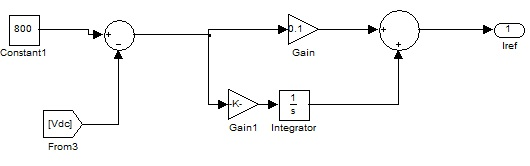 800
Constant1
[Vdc]
From3
0.1
Gain
-K-
Gain1
1
s
Integrator
1
Iref